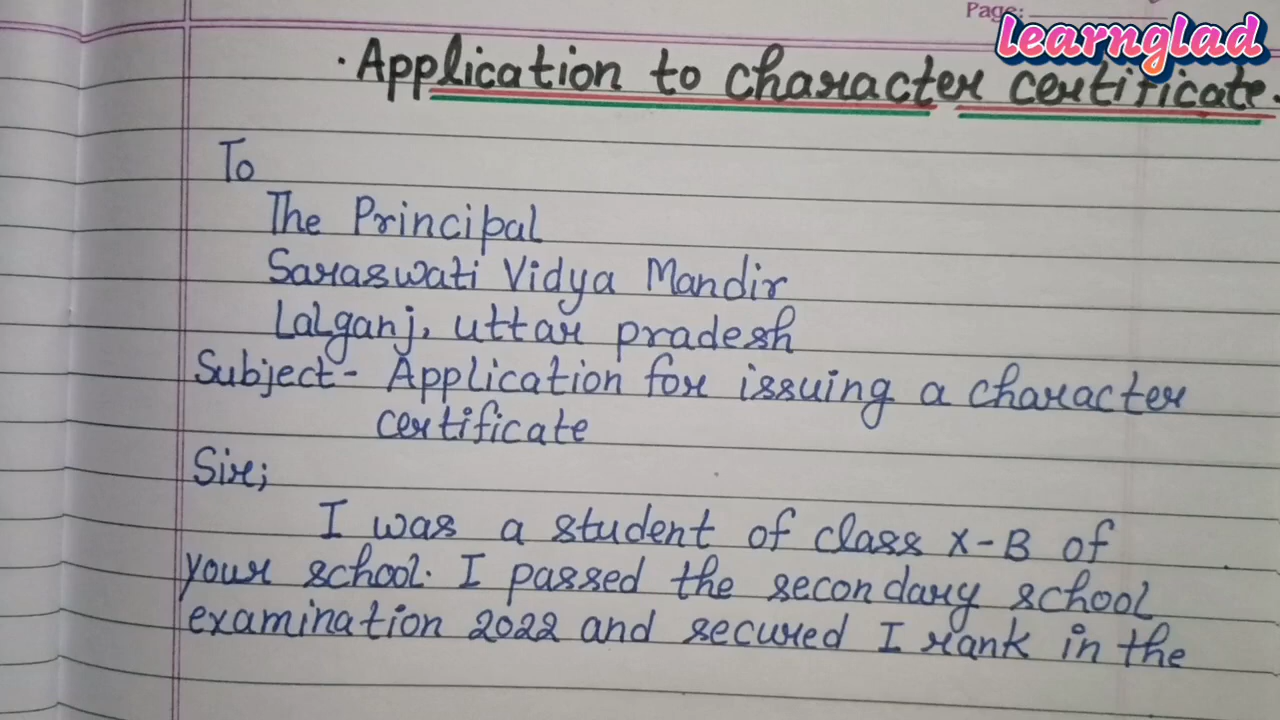 Page:
learnglad
. Application to character certificate.
To
The Principal
Saraswati Vidya Mandir
Lalganj, uttar pradesh
Subject- Application for issuing a character
certificate
Sir;
I was a student of class X-B of
your school. I passed the secondary school
examination 2022 and secured I rank in the